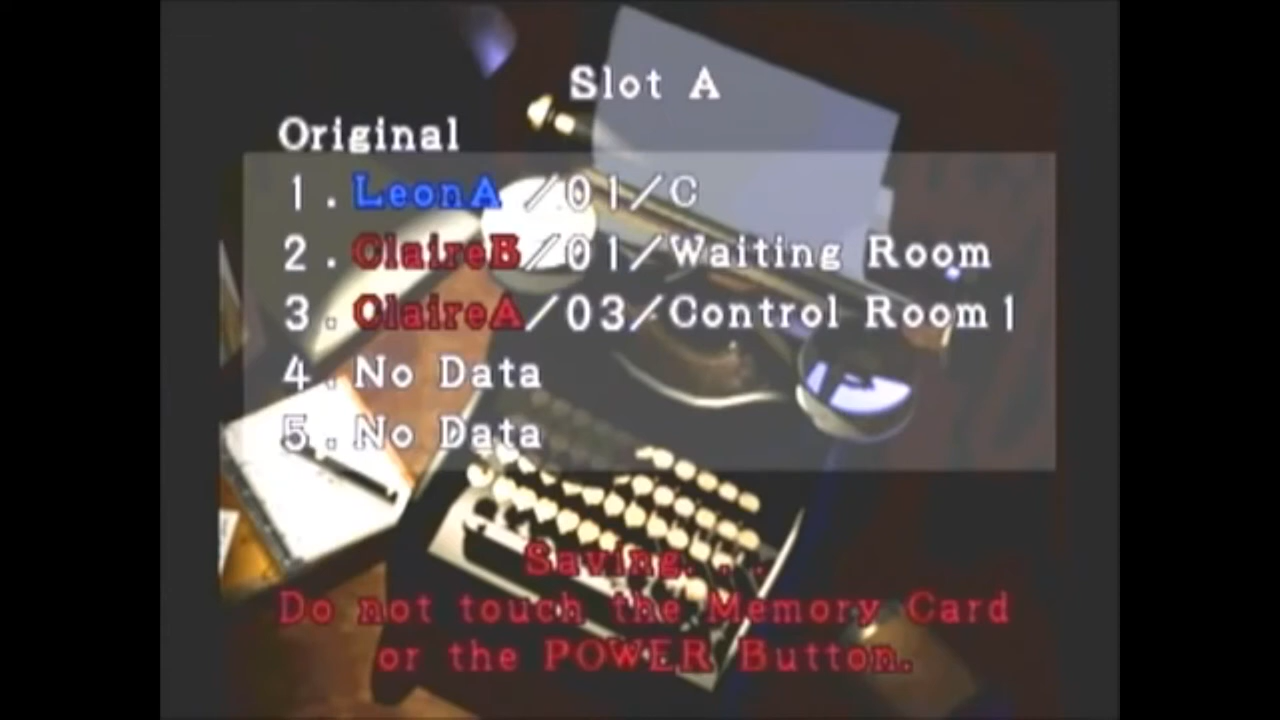 Slot A
Original
1. LeonA /01/C
2. ClaireB/01/Waiting Room
3. ClaireA/03/Control Room1
4. No Data
5. No Data
Saving...
Do not touch the Memory Card
or the POWER Button.